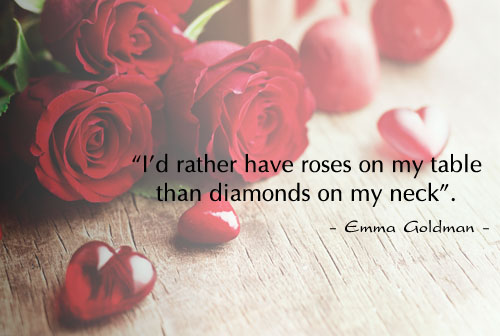 “I’d rather have roses on my table
than diamonds on my neck”.
- Emma Goldman -